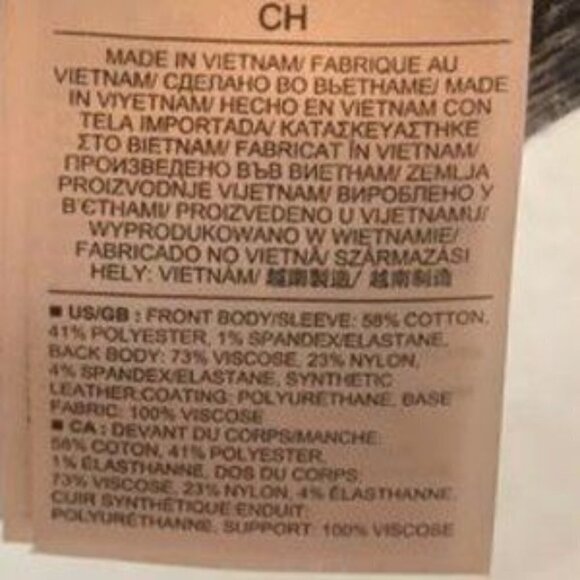 CH
MADE IN VIETNAM/ FABRIQUE AU
VIETNAM/ СДЕЛАНО ВО ВЬЕТНАМЕ/ MADE
IN VIYETNAM/ HECHO EN VIETNAM CON
TELA IMPORTADA/ ΚΑΤΑΣΚΕΥΑΣΤΗΚΕ
ΣΤΟ ΒΙΕΤΝΑΜ/ FABRICAT ÎN VIETNAM/
ПРОИЗВЕДЕНО ВЪВ ВИЕТНАМ/ ZEMLJA
PROIZVODNJE VIJETNAM/ ВИРОБЛЕНО У
В'ЄТНАМІ/ PROIZVEDENO U VIJETNAMU/
WYPRODUKOWANO W WIETNAMIE/
FABRICADO NO VIETNÃ/ SZÁRMAZÁSI
HELY: VIETNÁM/ 越南製造/ 越南制造
■ US/GB : FRONT BODY/SLEEVE: 58% COTTON,
41% POLYESTER, 1% SPANDEX/ELASTANE,
BACK BODY: 73% VISCOSE, 23% NYLON,
4% SPANDEX/ELASTANE, SYNTHETIC
LEATHER:COATING: POLYURETHANE, BASE
FABRIC: 100% VISCOSE
■ CA : DEVANT DU CORPS/MANCHE:
58% COTON, 41% POLYESTER,
1% ÉLASTHANNE, DOS DU CORPS:
73% VISCOSE, 23% NYLON, 4% ÉLASTHANNE,
CUIR SYNTHÉTIQUE:ENDUIT:
POLYURÉTHANNE, SUPPORT: 100% VISCOSE